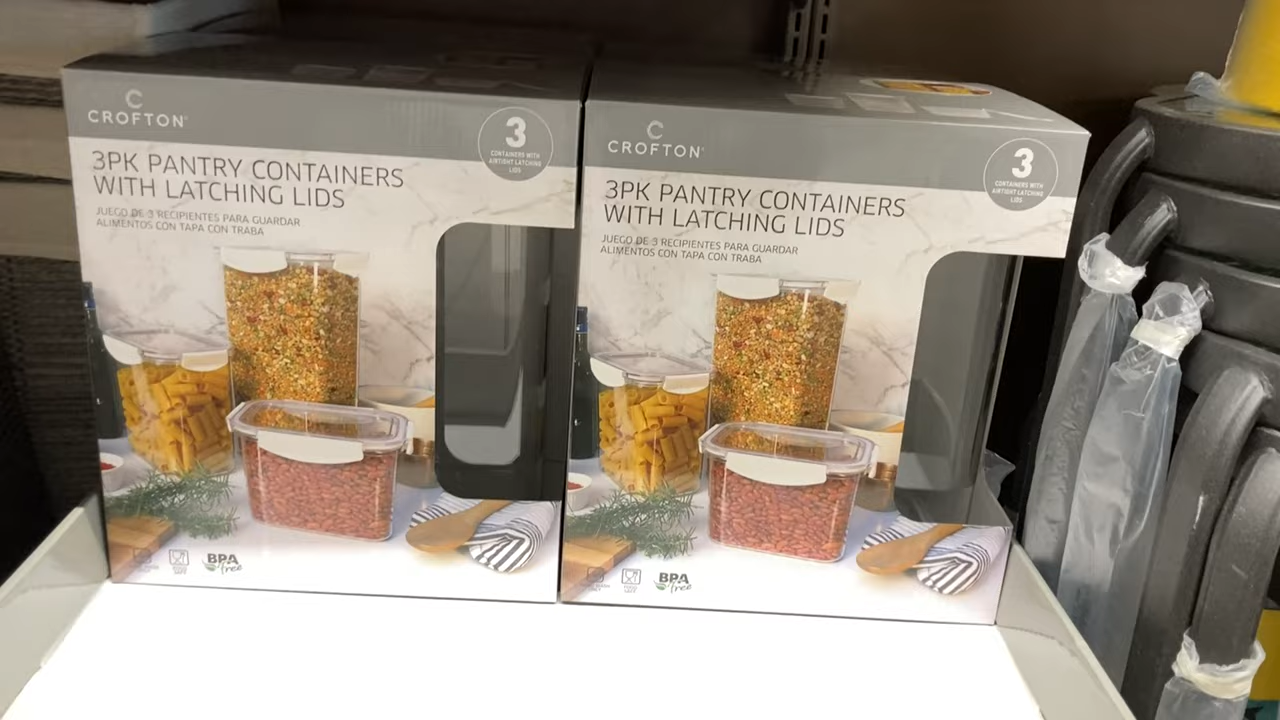 CROFTON
3PK PANTRY CONTAINERS
WITH LATCHING LIDS
JUEGO DE 3 RECIPIENTES PARA GUARDAR
ALIMENTOS CON TAPA CON TRABA
3
CONTAINERS WITH
AIRTIGHT LATCHING
LIDS
BPA
free
CROFTON
3PK PANTRY CONTAINERS
WITH LATCHING LIDS
JUEGO DE 3 RECIPIENTES PARA GUARDAR
ALIMENTOS CON TAPA CON TRABA
3
CONTAINERS WITH
AIRTIGHT LATCHING
LIDS
BPA
free